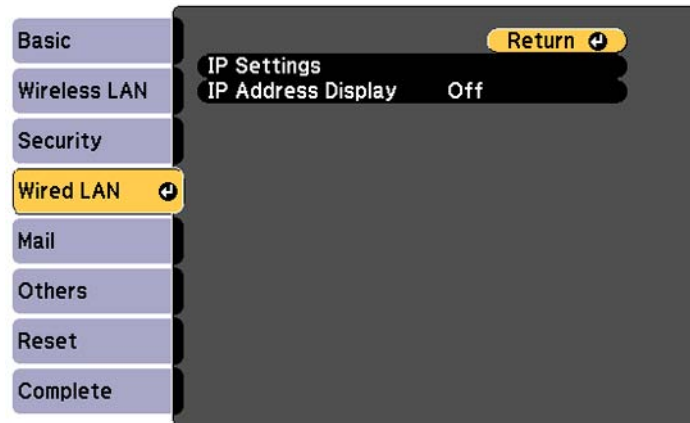 Basic
Wireless LAN
Security
Wired LAN
Mail
Others
Reset
Complete
Return
IP Settings
IP Address Display Off